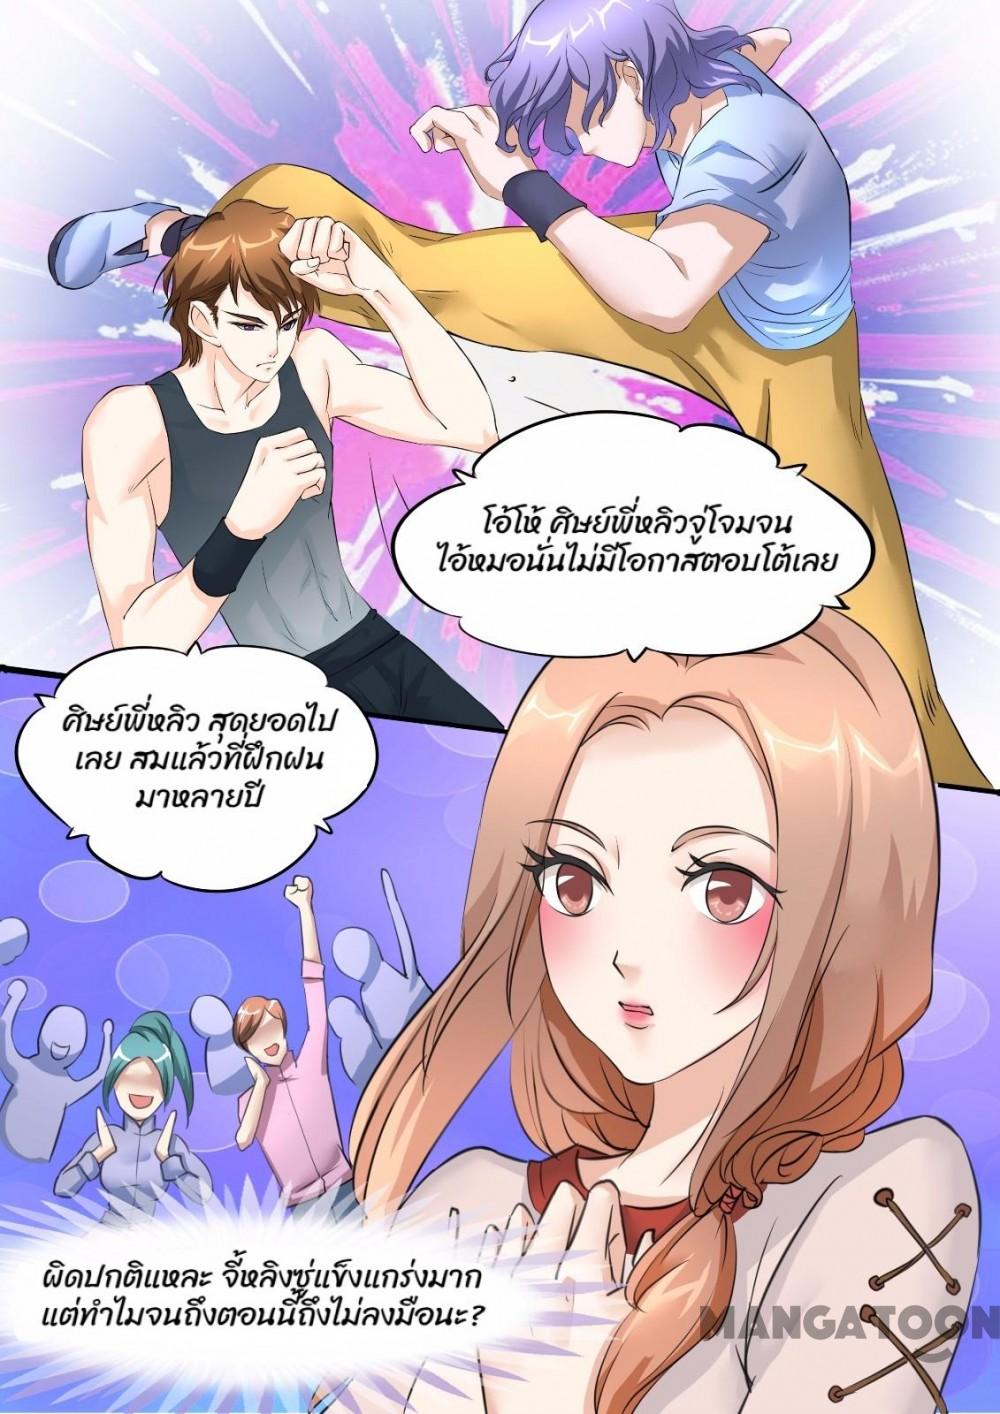 โอ้โห้ ศิษย์พี่หลิวจู่โจมจน
ไอ้หมอนั่นไม่มีโอกาสตอบโต้เลย
ศิษย์พี่หลิว สุดยอดไป
เลย สมแล้วที่ฝึกฝน
มาหลายปี
ผิดปกติแหละ จี้หลิงซู่แข็งแกร่งมาก
แต่ทำไมจนถึงตอนนี้ถึงไม่ลงมือนะ?
MANGATOON